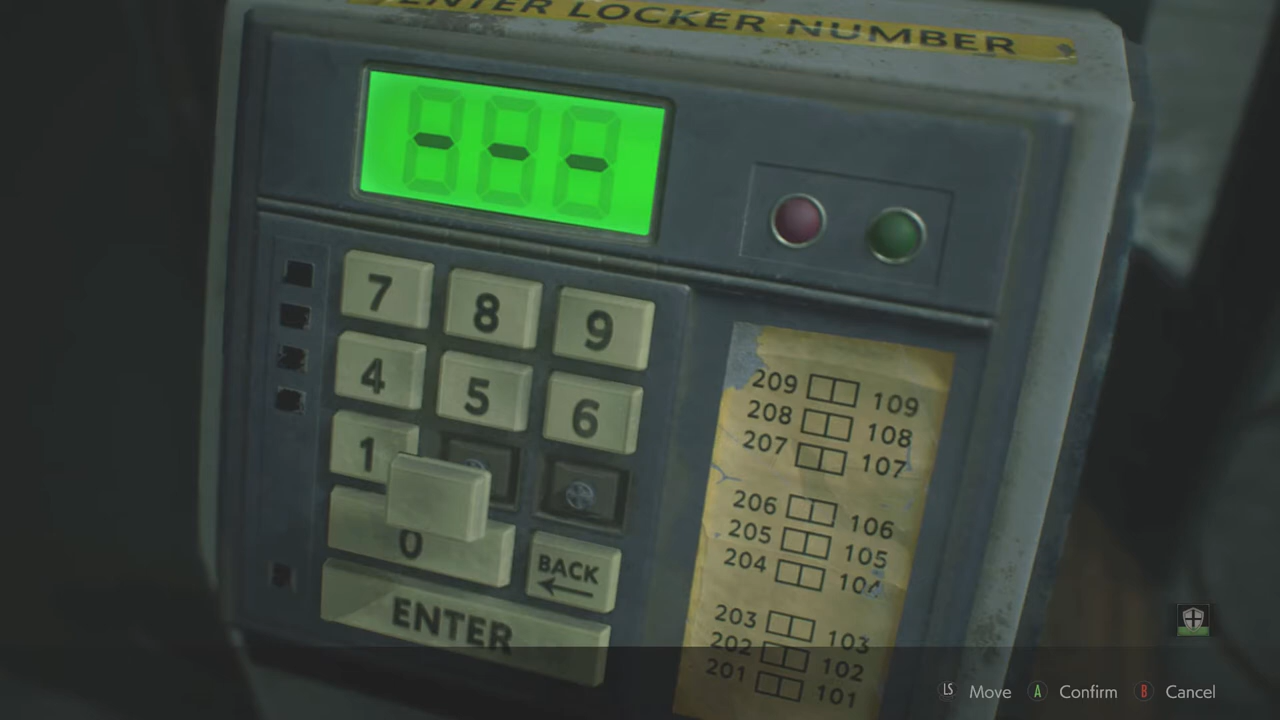 ENTER LOCKER NUMBER
- - -
7 8 9
4 5 6
1
0
BACK
ENTER
209 109
208 108
207 107
206 106
205 105
204 104
203 103
202 102
201 101
LS Move A Confirm B Cancel